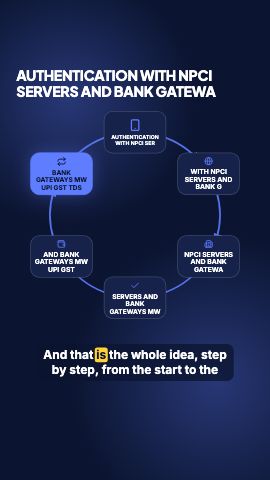 AUTHENTICATION WITH NPCI
SERVERS AND BANK GATEWA
AUTHENTICATION
WITH NPCI SER
WITH NPCI
SERVERS AND
BANK G
NPCI SERVERS
AND BANK
GATEWA
SERVERS AND
BANK
GATEWAYS MW
AND BANK
GATEWAYS MW
UPI GST
BANK
GATEWAYS MW
UPI GST TDS
And that is the whole idea, step
by step, from the start to the